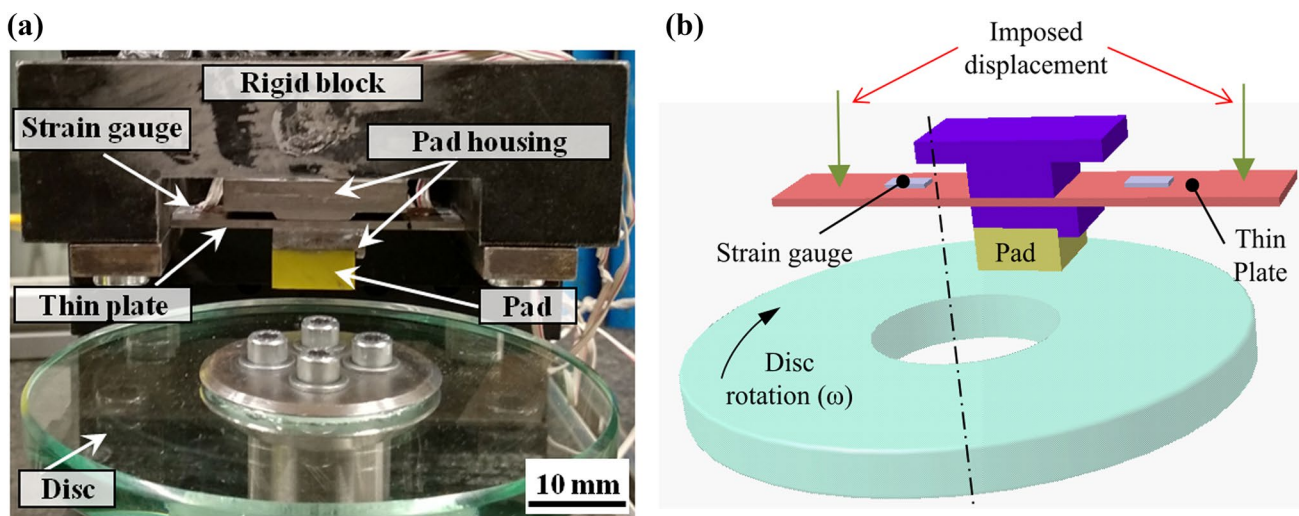 (a)
Rigid block
Strain gauge
Pad housing
Thin plate
Pad
Disc
10 mm
(b)
Imposed
displacement
Strain gauge
Pad
Thin
Plate
Disc
rotation (ω)